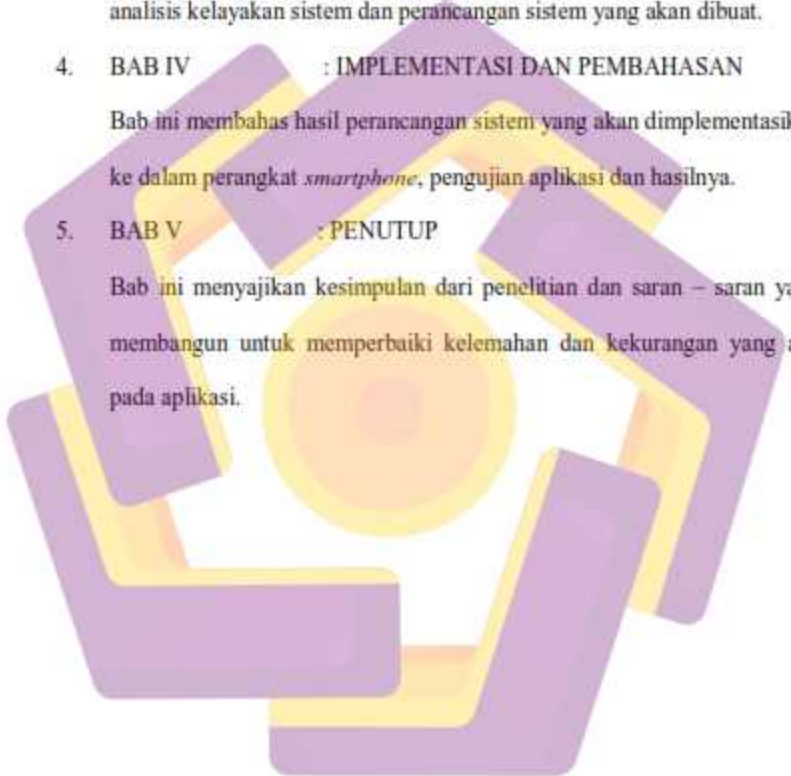 analisis kelayakan sistem dan perancangan sistem yang akan dibuat.
4. BAB IV : IMPLEMENTASI DAN PEMBAHASAN
Bab ini membahas hasil perancangan sistem yang akan dimplementasik
ke dalam perangkat smartphone, pengujian aplikasi dan hasilnya.
5. BAB V : PENUTUP
Bab ini menyajikan kesimpulan dari penelitian dan saran – saran ya
membangun untuk memperbaiki kelemahan dan kekurangan yang a
pada aplikasi.